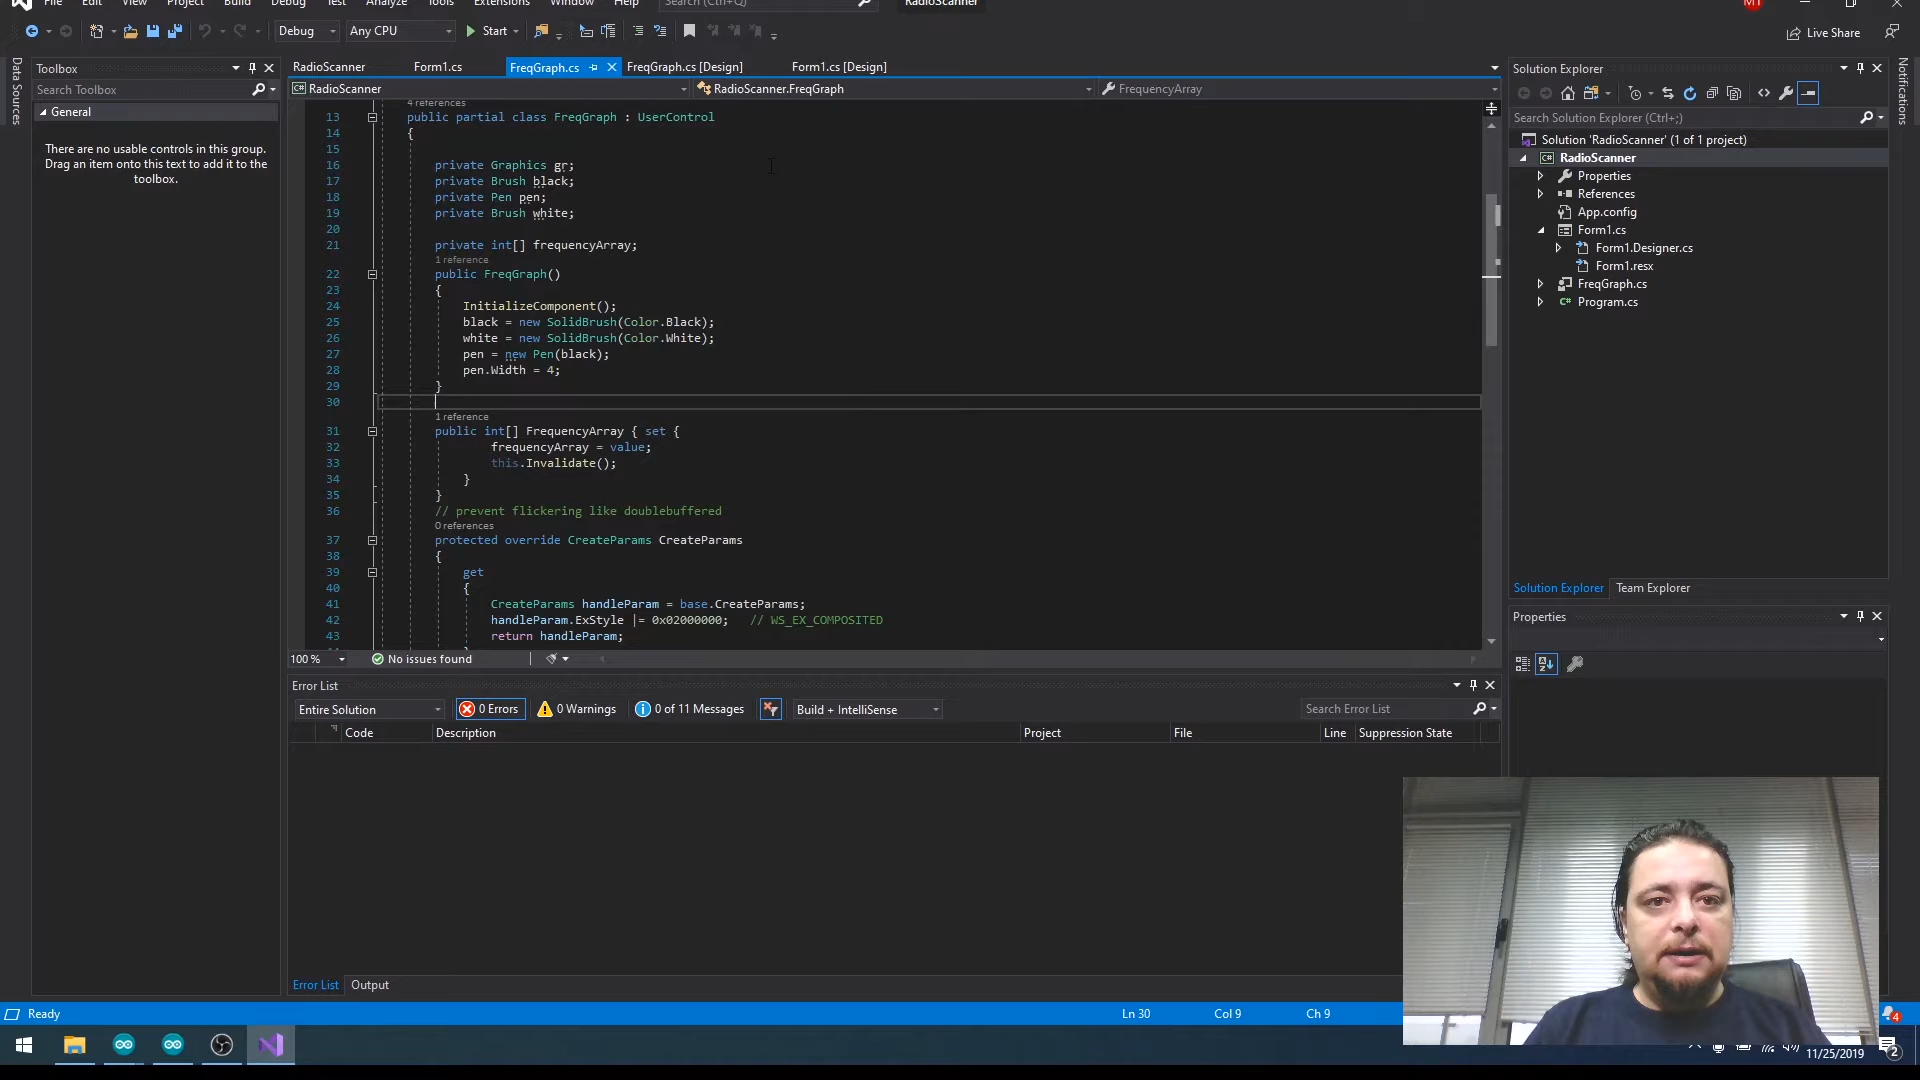 File Edit View Project Build Debug Test Analyze Tools Extensions Window Help Search (Ctrl+Q) RadioScanner MT
Debug Any CPU Start Live Share
Data Sources
Toolbox
Search Toolbox
General
There are no usable controls in this group.
Drag an item onto this text to add it to the
toolbox.
RadioScanner Form1.cs FreqGraph.cs FreqGraph.cs [Design] Form1.cs [Design]
RadioScanner RadioScanner.FreqGraph FrequencyArray
4 references
13 public partial class FreqGraph : UserControl
14 {
15
16 private Graphics gr;
17 private Brush black;
18 private Pen pen;
19 private Brush white;
20
21 private int[] frequencyArray;
1 reference
22 public FreqGraph()
23 {
24 InitializeComponent();
25 black = new SolidBrush(Color.Black);
26 white = new SolidBrush(Color.White);
27 pen = new Pen(black);
28 pen.Width = 4;
29 }
30
1 reference
31 public int[] FrequencyArray { set {
32 frequencyArray = value;
33 this.Invalidate();
34 }
35 }
36 // prevent flickering like doublebuffered
0 references
37 protected override CreateParams CreateParams
38 {
39 get
40 {
41 CreateParams handleParam = base.CreateParams;
42 handleParam.ExStyle |= 0x02000000; // WS_EX_COMPOSITED
43 return handleParam;
100 % No issues found
Error List
Entire Solution 0 Errors 0 Warnings 0 of 11 Messages Build + IntelliSense Search Error List
Code Description Project File Line Suppression State
Error List Output
Solution Explorer
Search Solution Explorer (Ctrl+;)
Solution 'RadioScanner' (1 of 1 project)
RadioScanner
Properties
References
App.config
Form1.cs
Form1.Designer.cs
Form1.resx
FreqGraph.cs
Program.cs
Solution Explorer Team Explorer
Properties
Notifications
Ready Ln 30 Col 9 Ch 9 4
11/25/2019 2